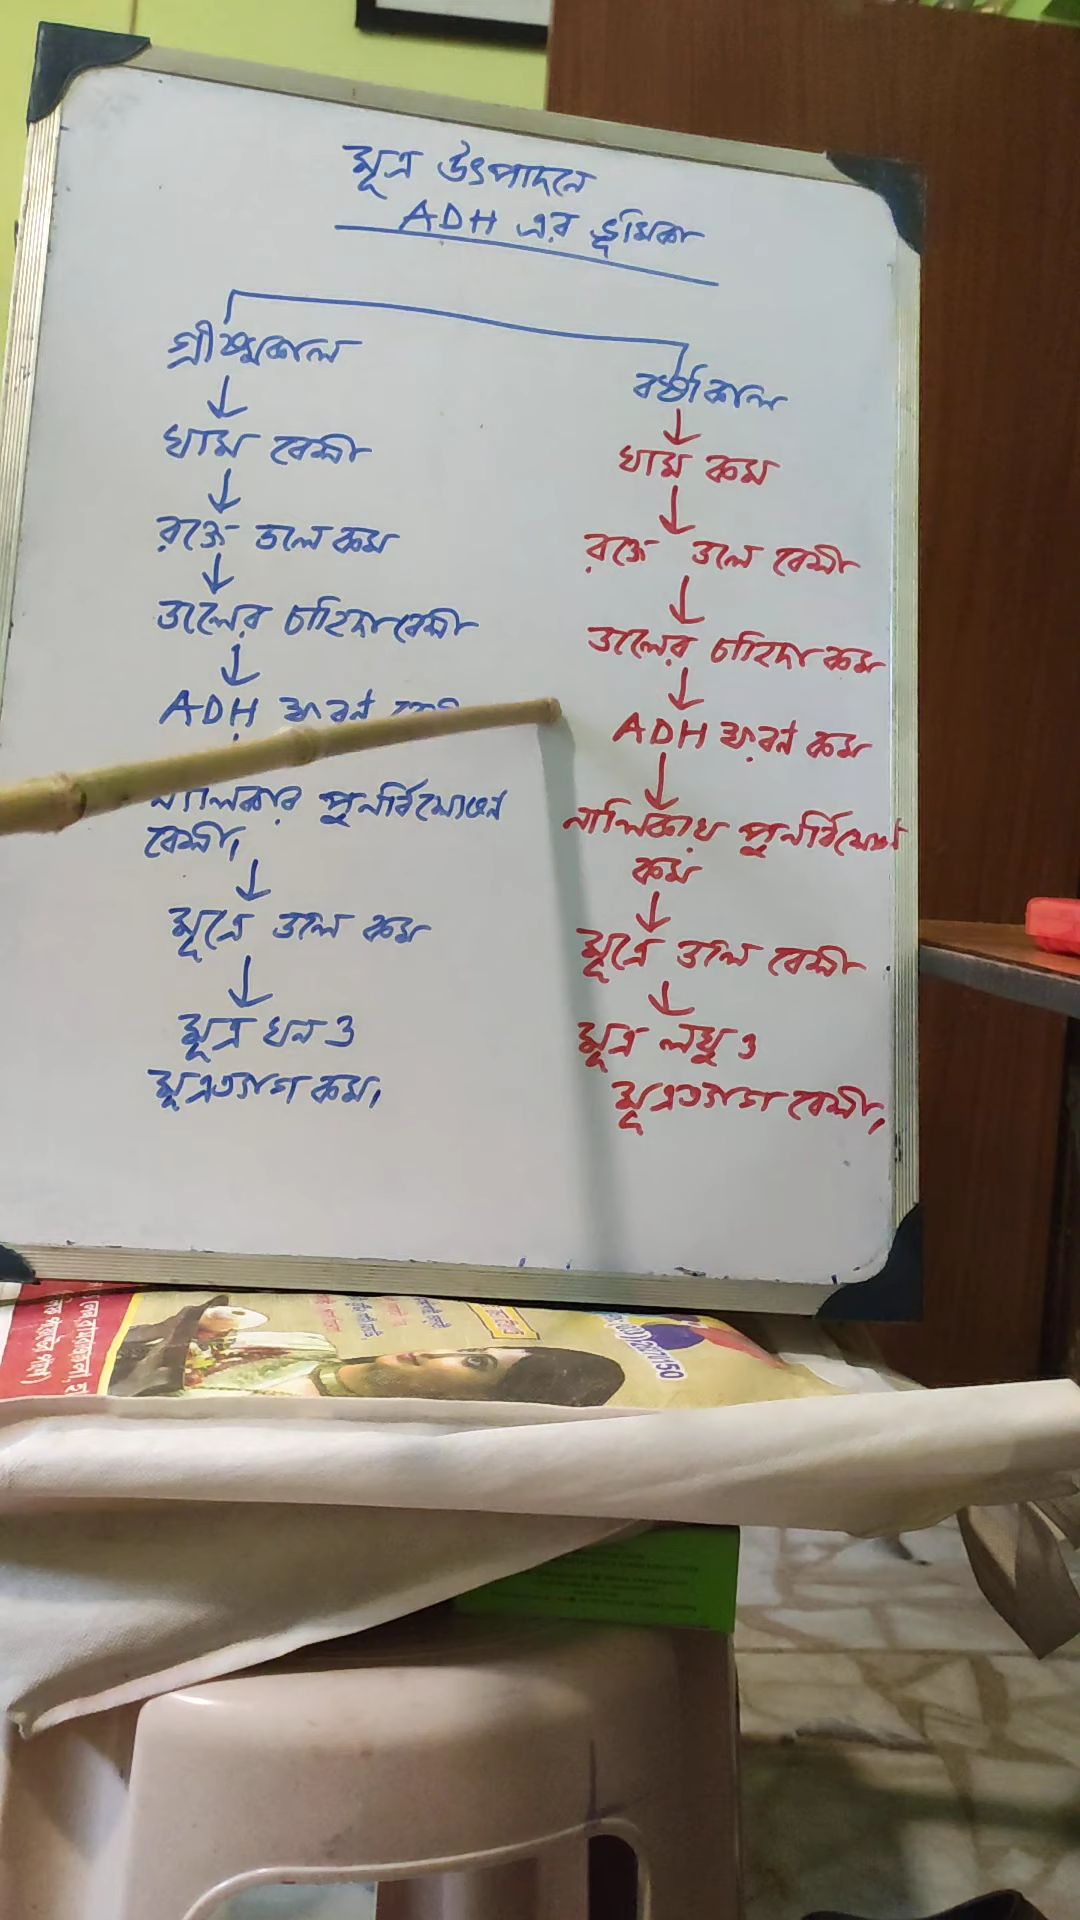 মূত্র উৎপাদনে
ADH এর ভূমিকা
গ্রীষ্মকাল
ঘাম বেশী
রক্তে জল কম
জলের চাহিদা বেশী
ADH ক্ষরণ
নালিকার পুনর্বিশোষণ
বেশী,
মূত্রে জল কম
মূত্র ঘন ও
মূত্রত্যাগ কম,
বর্ষাকাল
ঘাম কম
রক্তে জল বেশী
জলের চাহিদা কম
ADH ক্ষরণ কম
নালিকায় পুনর্বিশোষণ
কম
মূত্রে জল বেশী
মূত্র লঘু ও
মূত্রত্যাগ বেশী,